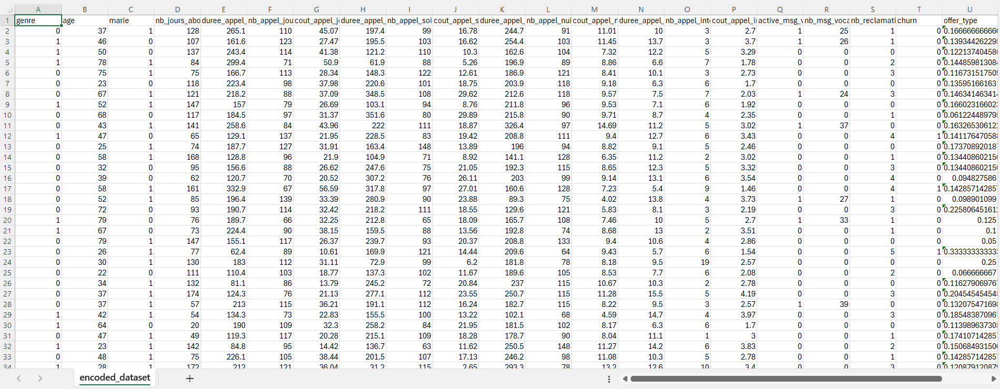 A B C D E F G H I J K L M N O P Q R S T U
1 genre age marie nb_jours_abo duree_appel_ nb_appel_jou cout_appel_j duree_appel_ nb_appel_soi cout_appel_s duree_appel_ nb_appel_nui cout_appel_n duree_appel_ nb_appel_inte cout_appel_i active_msg_v nb_msg_voca nb_reclamati churn offer_type
2 0 37 1 128 265.1 110 45.07 197.4 99 16.78 244.7 91 11.01 10 3 2.7 1 25 1 0 0.166666666666
3 1 46 0 107 161.6 123 27.47 195.5 103 16.62 254.4 103 11.45 13.7 3 3.7 1 26 1 0 0.139344262295
4 1 50 0 137 243.4 114 41.38 121.2 110 10.3 162.6 104 7.32 12.2 5 3.29 0 0 0 0 0.122137404580
5 1 78 1 84 299.4 71 50.9 61.9 88 5.26 196.9 89 8.86 6.6 7 1.78 0 0 2 0 0.144859813084
6 0 75 1 75 166.7 113 28.34 148.3 122 12.61 186.9 121 8.41 10.1 3 2.73 0 0 3 0 0.116731517509
7 0 23 0 118 223.4 98 37.98 220.6 101 18.75 203.9 118 9.18 6.3 6 1.7 0 0 0 0 0.135951661631
8 0 67 1 121 218.2 88 37.09 348.5 108 29.62 212.6 118 9.57 7.5 7 2.03 1 24 3 0 0.146341463414
9 1 52 1 147 157 79 26.69 103.1 94 8.76 211.8 96 9.53 7.1 6 1.92 0 0 0 0 0.166023166023
10 0 68 0 117 184.5 97 31.37 351.6 80 29.89 215.8 90 9.71 8.7 4 2.35 0 0 1 0 0.061224489795
11 0 43 1 141 258.6 84 43.96 222 111 18.87 326.4 97 14.69 11.2 5 3.02 1 37 0 0 0.163265306122
12 1 47 0 65 129.1 137 21.95 228.5 83 19.42 208.8 111 9.4 12.7 6 3.43 0 0 4 1 0.141176470588
13 0 25 1 74 187.7 127 31.91 163.4 148 13.89 196 94 8.82 9.1 5 2.46 0 0 0 0 0.173708920187
14 0 58 1 168 128.8 96 21.9 104.9 71 8.92 141.1 128 6.35 11.2 2 3.02 0 0 1 0 0.134408602150
15 0 32 0 95 156.6 88 26.62 247.6 75 21.05 192.3 115 8.65 12.3 5 3.32 0 0 3 0 0.134408602150
16 0 39 0 62 120.7 70 20.52 307.2 76 26.11 203 99 9.14 13.1 6 3.54 0 0 4 0 0.094827586
17 0 58 1 161 332.9 67 56.59 317.8 97 27.01 160.6 128 7.23 5.4 9 1.46 0 0 4 1 0.142857142857
18 0 52 1 85 196.4 139 33.39 280.9 90 23.88 89.3 75 4.02 13.8 4 3.73 1 27 1 0 0.098901099
19 0 72 0 93 190.7 114 32.42 218.2 111 18.55 129.6 121 5.83 8.1 3 2.19 0 0 3 0 0.225806451612
20 1 79 0 76 189.7 66 32.25 212.8 65 18.09 165.7 108 7.46 10 5 2.7 1 33 1 0 0.125
21 1 67 0 73 224.4 90 38.15 159.5 88 13.56 192.8 74 8.68 13 2 3.51 0 0 1 0 0.1
22 0 79 1 147 155.1 117 26.37 239.7 93 20.37 208.8 133 9.4 10.6 4 2.86 0 0 0 0 0.05
23 0 26 1 77 62.4 89 10.61 169.9 121 14.44 209.6 64 9.43 5.7 6 1.54 0 0 5 1 0.333333333333
24 0 30 1 130 183 112 31.11 72.9 99 6.2 181.8 78 8.18 9.5 19 2.57 0 0 0 0 0.25
25 0 22 0 111 110.4 103 18.77 137.3 102 11.67 189.6 105 8.53 7.7 6 2.08 0 0 2 0 0.066666667
26 0 34 1 132 81.1 86 13.79 245.2 72 20.84 237 115 10.67 10.3 2 2.78 0 0 0 0 0.116279069767
27 0 37 1 174 124.3 76 21.13 277.1 112 23.55 250.7 115 11.28 15.5 5 4.19 0 0 3 0 0.204545454545
28 0 37 1 57 213 115 36.21 191.1 112 16.24 182.7 115 8.22 9.5 3 2.57 1 39 0 0 0.132075471698
29 1 42 1 54 134.3 73 22.83 155.5 100 13.22 102.1 68 4.59 14.7 4 3.97 0 0 3 0 0.185483870967
30 1 64 0 20 190 109 32.3 258.2 84 21.95 181.5 102 8.17 6.3 6 1.7 0 0 0 0 0.113989637305
31 0 47 1 49 119.3 117 20.28 215.1 109 18.28 178.7 90 8.04 11.1 1 3 0 0 1 0 0.174107142857
32 1 23 1 142 84.8 95 14.42 136.7 63 11.62 250.5 148 11.27 14.2 6 3.83 0 0 2 0 0.150684931506
33 0 48 1 75 226.1 105 38.44 201.5 107 17.13 246.2 98 11.08 10.3 5 2.78 0 0 1 0 0.142857142857
34 1 28 1 172 212 121 36.04 31.2 115 2.65 293.3 78 13.2 12.6 10 3.4 0 0 3 0 0.120879120879
encoded_dataset